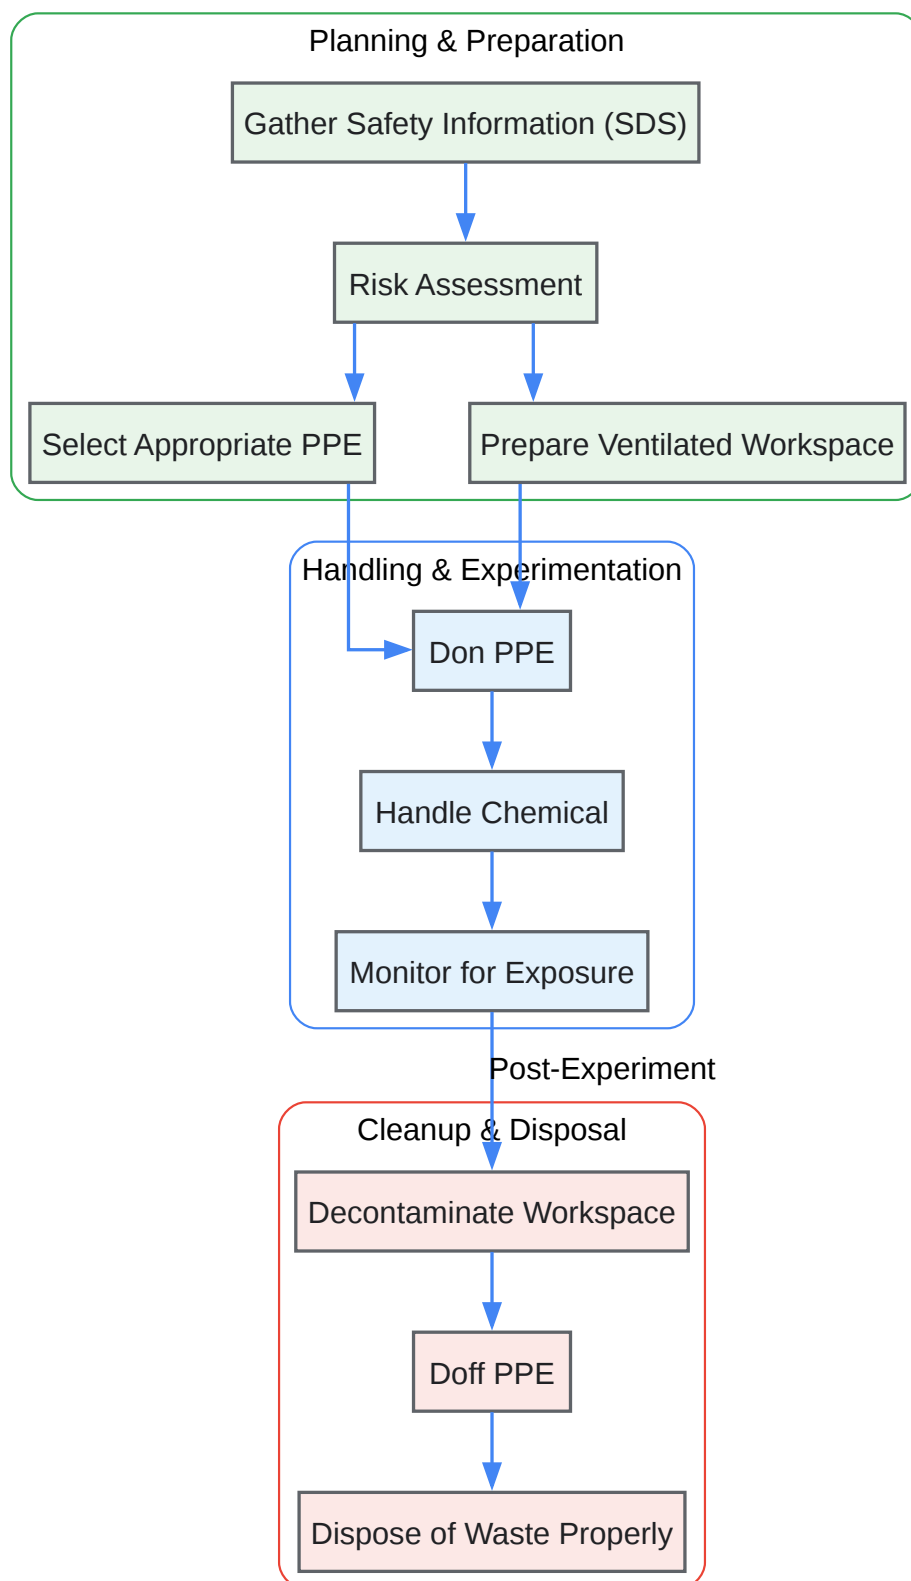 Planning & Preparation
Gather Safety Information (SDS)
Risk Assessment
Select Appropriate PPE
Prepare Ventilated Workspace
Handling & Experimentation
Don PPE
Handle Chemical
Monitor for Exposure
Post-Experiment
Cleanup & Disposal
Decontaminate Workspace
Doff PPE
Dispose of Waste Properly